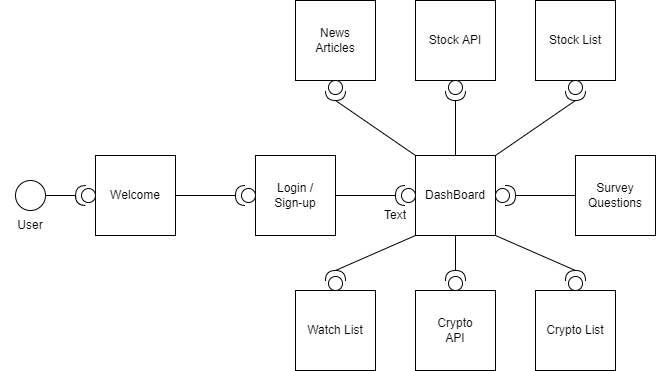 News
Articles
Stock API
Stock List
Welcome
Login /
Sign-up
DashBoard
Survey
Questions
Text
User
Watch List
Crypto
API
Crypto List